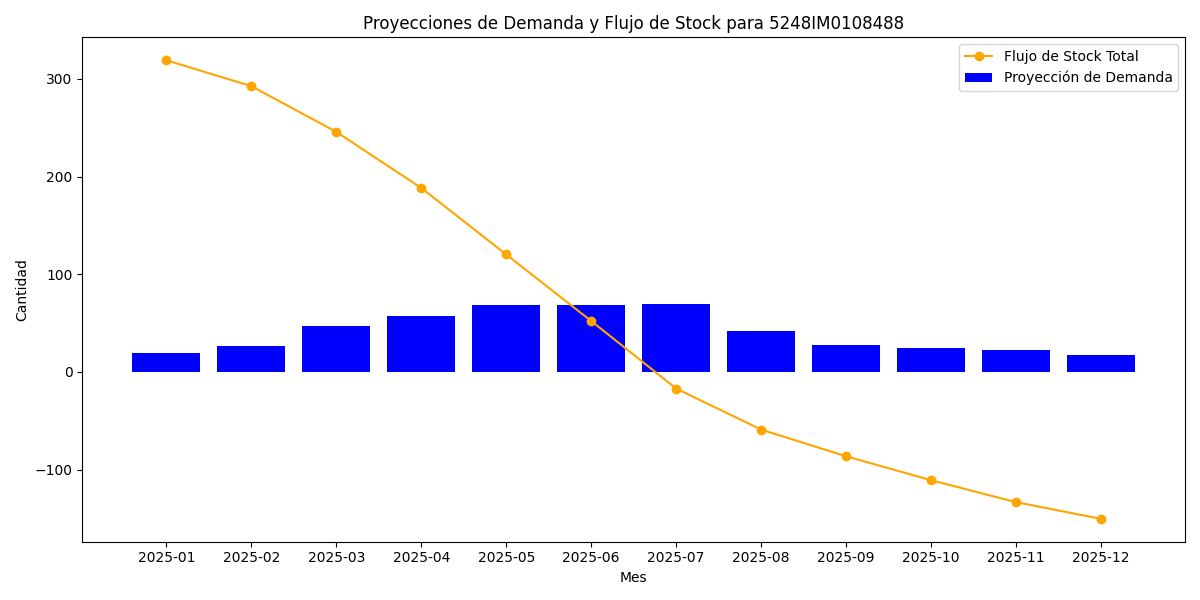 Proyecciones de Demanda y Flujo de Stock para 5248IM0108488
Flujo de Stock Total
Proyección de Demanda
Cantidad
300
200
100
0
−100
2025-01 2025-02 2025-03 2025-04 2025-05 2025-06 2025-07 2025-08 2025-09 2025-10 2025-11 2025-12
Mes